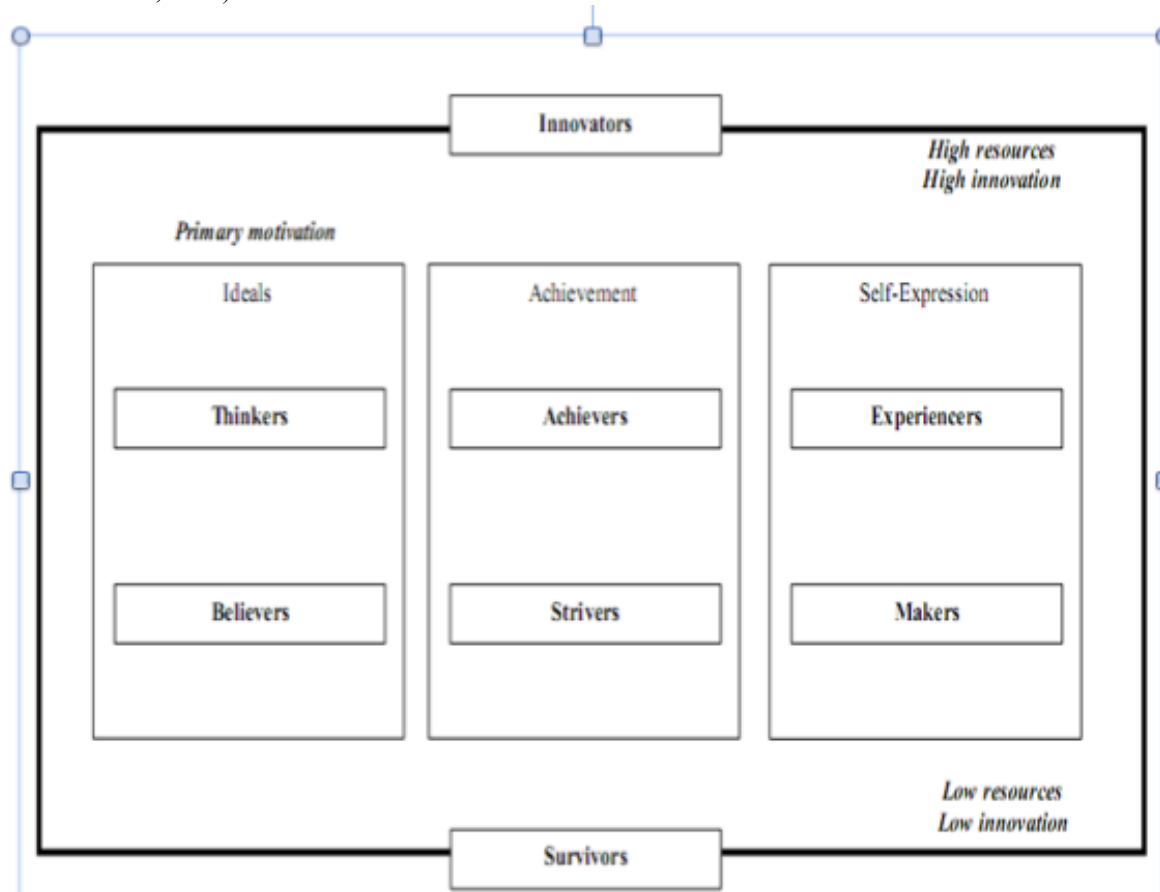 Innovators
High resources
High innovation
Primary motivation
Ideals
Achievement
Self-Expression
Thinkers
Achievers
Experiencers
Believers
Strivers
Makers
Low resources
Low innovation
Survivors